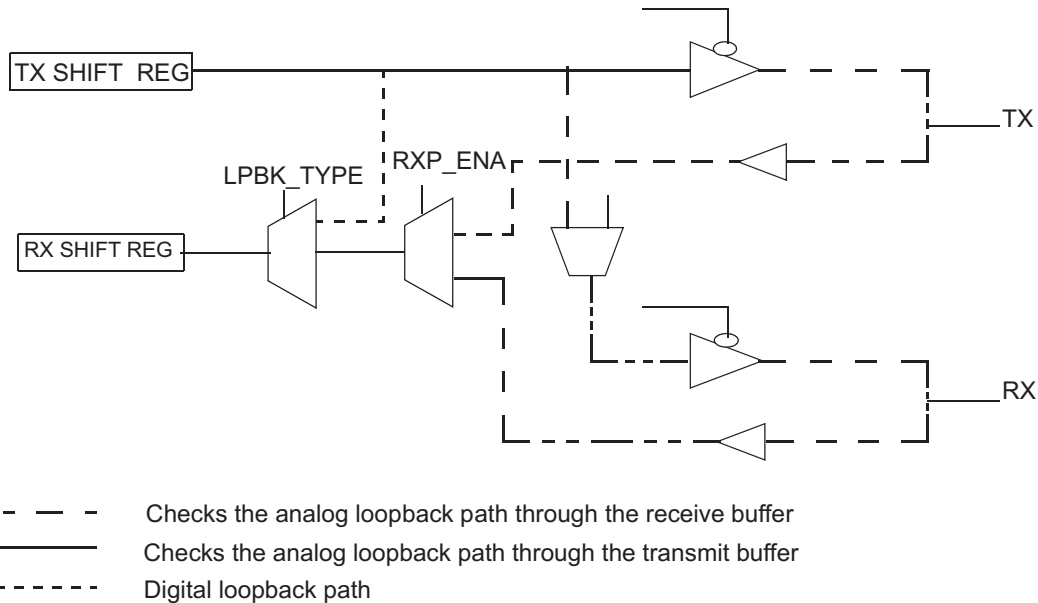 TX SHIFT REG
TX
LPBK_TYPE
RXP_ENA
RX SHIFT REG
RX
Checks the analog loopback path through the receive buffer
Checks the analog loopback path through the transmit buffer
Digital loopback path